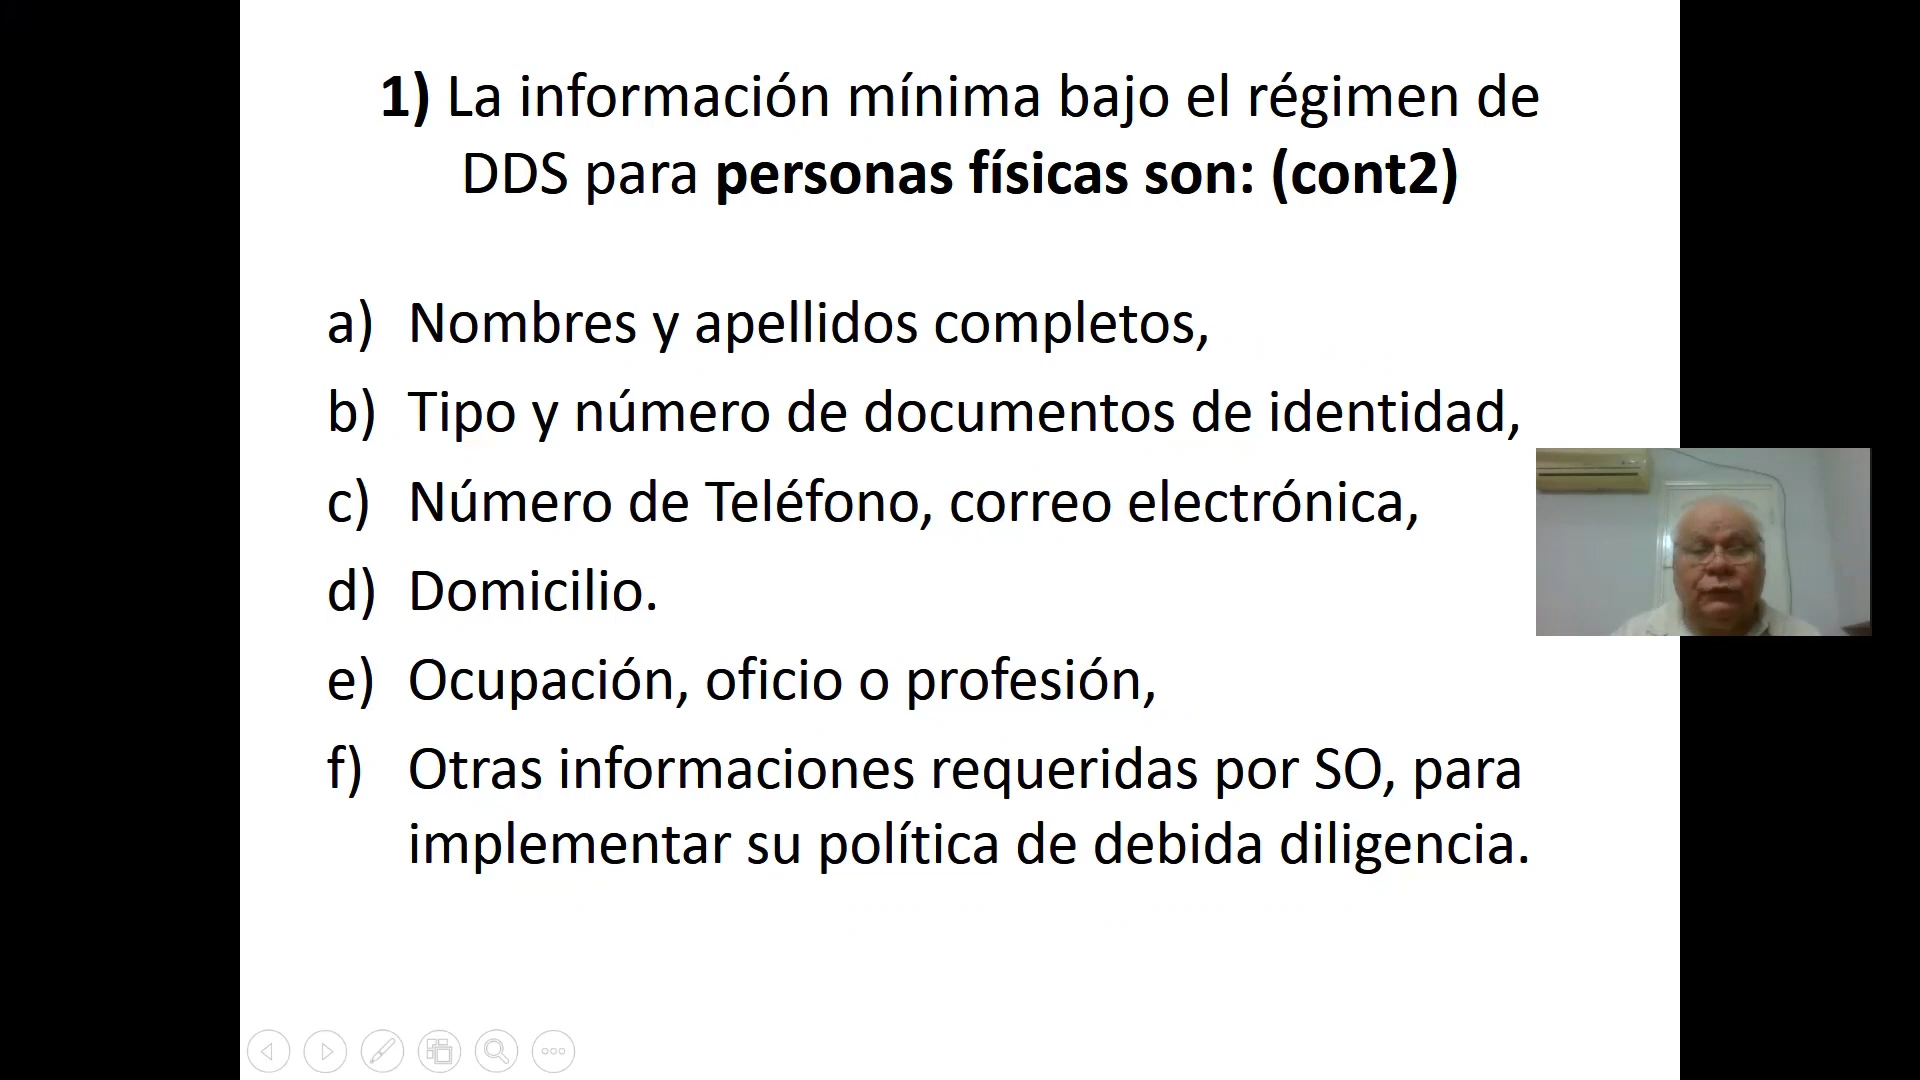 1) La información mínima bajo el régimen de
DDS para personas físicas son: (cont2)
a) Nombres y apellidos completos,
b) Tipo y número de documentos de identidad,
c) Número de Teléfono, correo electrónica,
d) Domicilio.
e) Ocupación, oficio o profesión,
f) Otras informaciones requeridas por SO, para
implementar su política de debida diligencia.